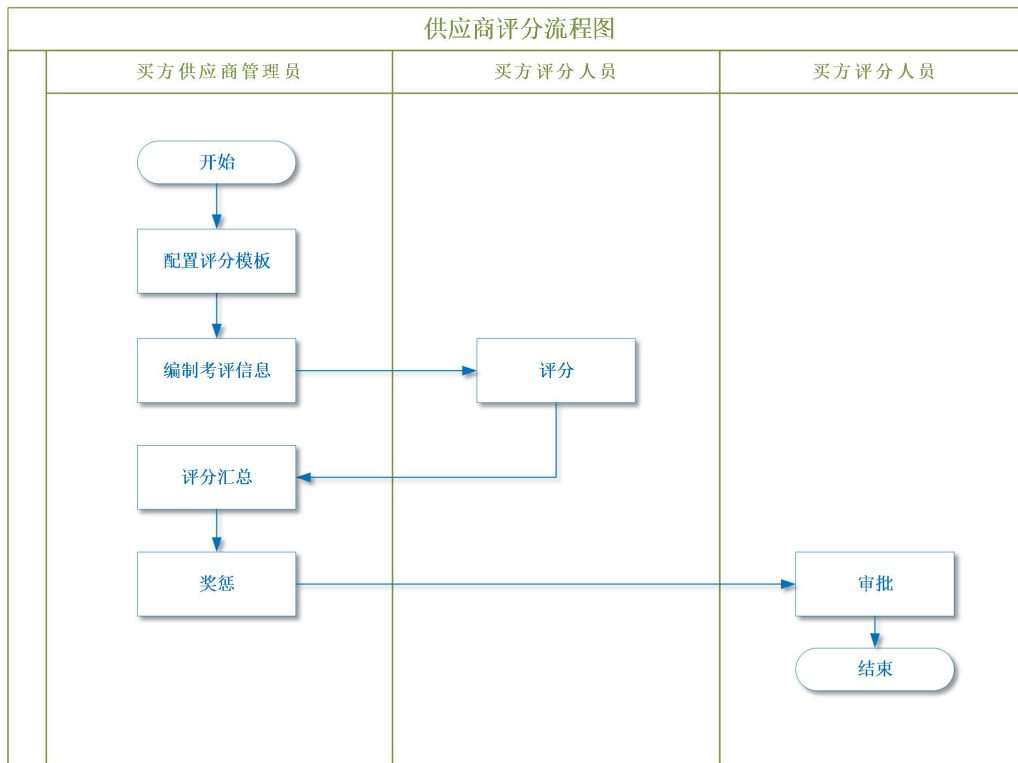 供应商评分流程图
买方供应商管理员
买方评分人员
买方评分人员
开始
配置评分模板
编制考评信息
评分
评分汇总
奖惩
审批
结束